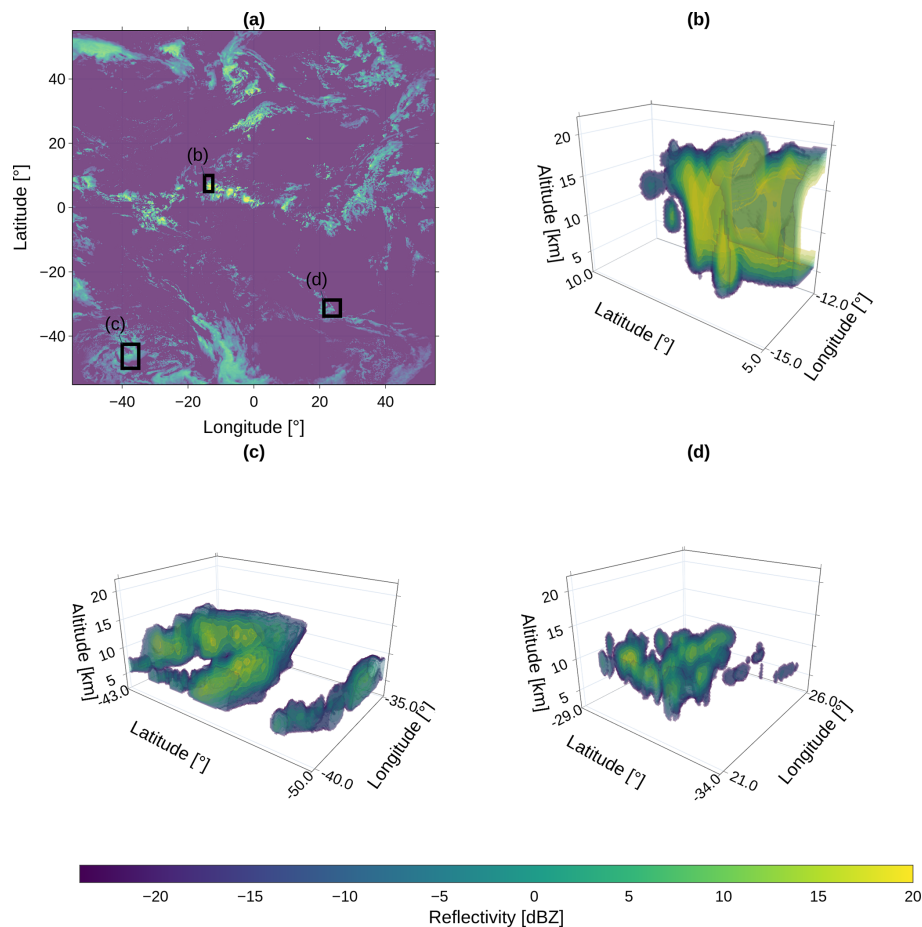 (a)
(b)
40
20
0
−20
−40
Latitude [°]
(b)
(d)
(c)
−40
−20
0
20
40
Longitude [°]
20
15
10
5
Altitude [km]
10.0
5.0
Latitude [°]
-15.0
-12.0
Longitude [°]
(c)
(d)
20
15
10
5
Altitude [km]
-43.0
-50.0
Latitude [°]
-40.0
-35.0
Longitude [°]
20
15
10
5
Altitude [km]
-29.0
-34.0
Latitude [°]
21.0
26.0
Longitude [°]
−20
−15
−10
−5
0
5
10
15
20
Reflectivity [dBZ]